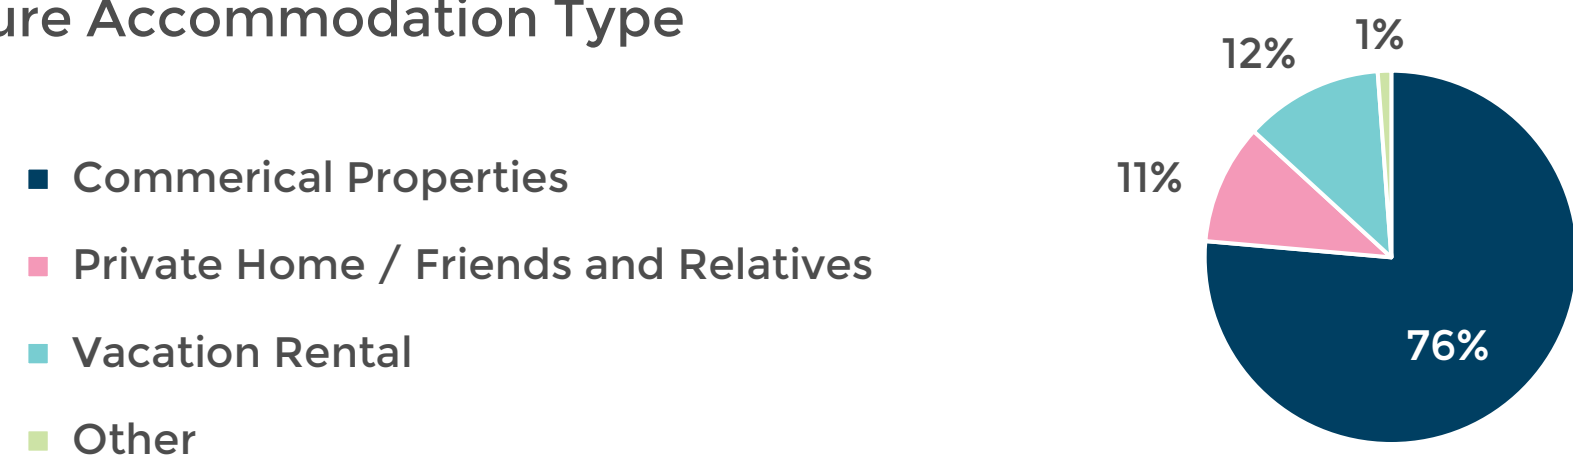 ure Accommodation Type
12%
1%
11%
76%
Commerical Properties
Private Home / Friends and Relatives
Vacation Rental
Other